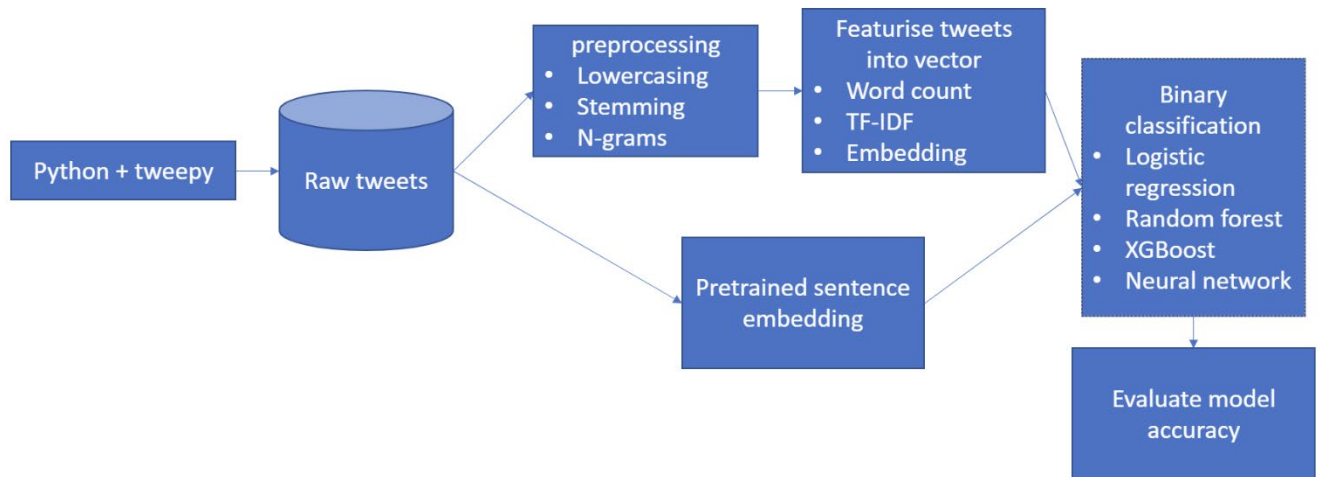 Python + tweepy
Raw tweets
preprocessing
• Lowercasing
• Stemming
• N-grams
Featurise tweets
into vector
• Word count
• TF-IDF
• Embedding
Pretrained sentence
embedding
Binary
classification
• Logistic
regression
• Random forest
• XGBoost
• Neural network
Evaluate model
accuracy